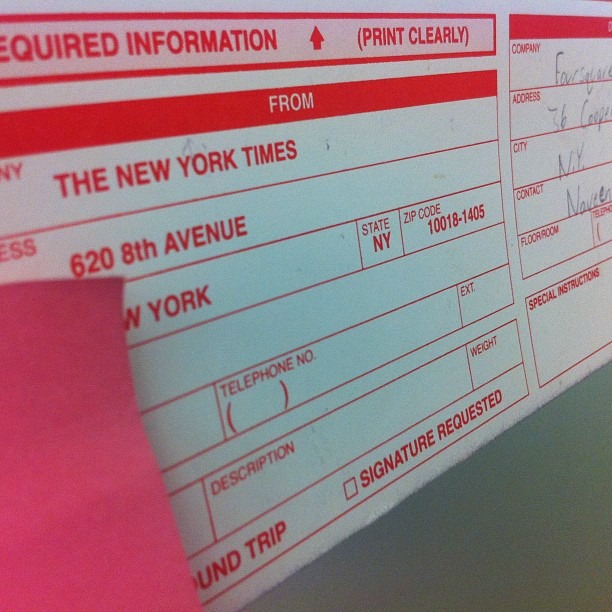 EQUIRED INFORMATION (PRINT CLEARLY)
FROM
NY THE NEW YORK TIMES
ESS 620 8th AVENUE
STATE NY ZIP CODE 10018-1405
W YORK
TELEPHONE NO. ( ) EXT.
DESCRIPTION WEIGHT
UND TRIP SIGNATURE REQUESTED
COMPANY Foursquare
ADDRESS 36 Cooper
CITY N.Y.
CONTACT Naveen
FLOOR/ROOM TELEPHONE (
SPECIAL INSTRUCTIONS